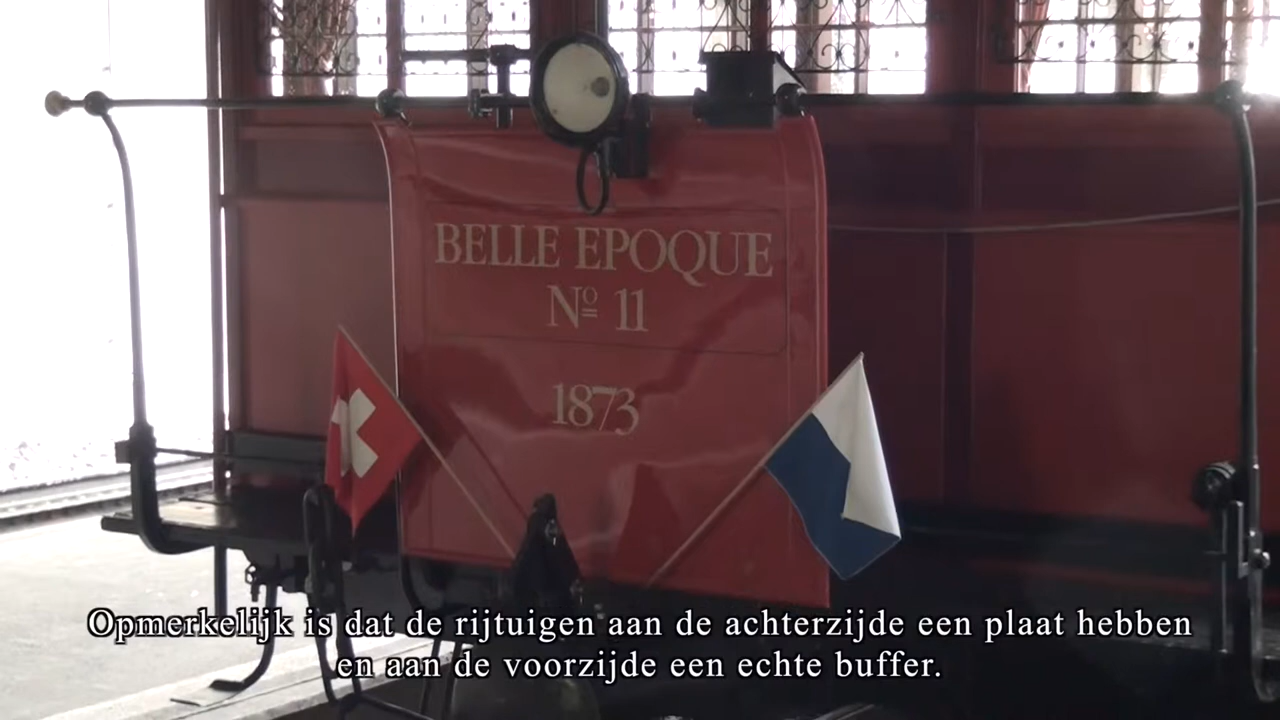 BELLE EPOQUE
Nº 11
1873
Opmerkelijk is dat de rijtuigen aan de achterzijde een plaat hebben
en aan de voorzijde een echte buffer.